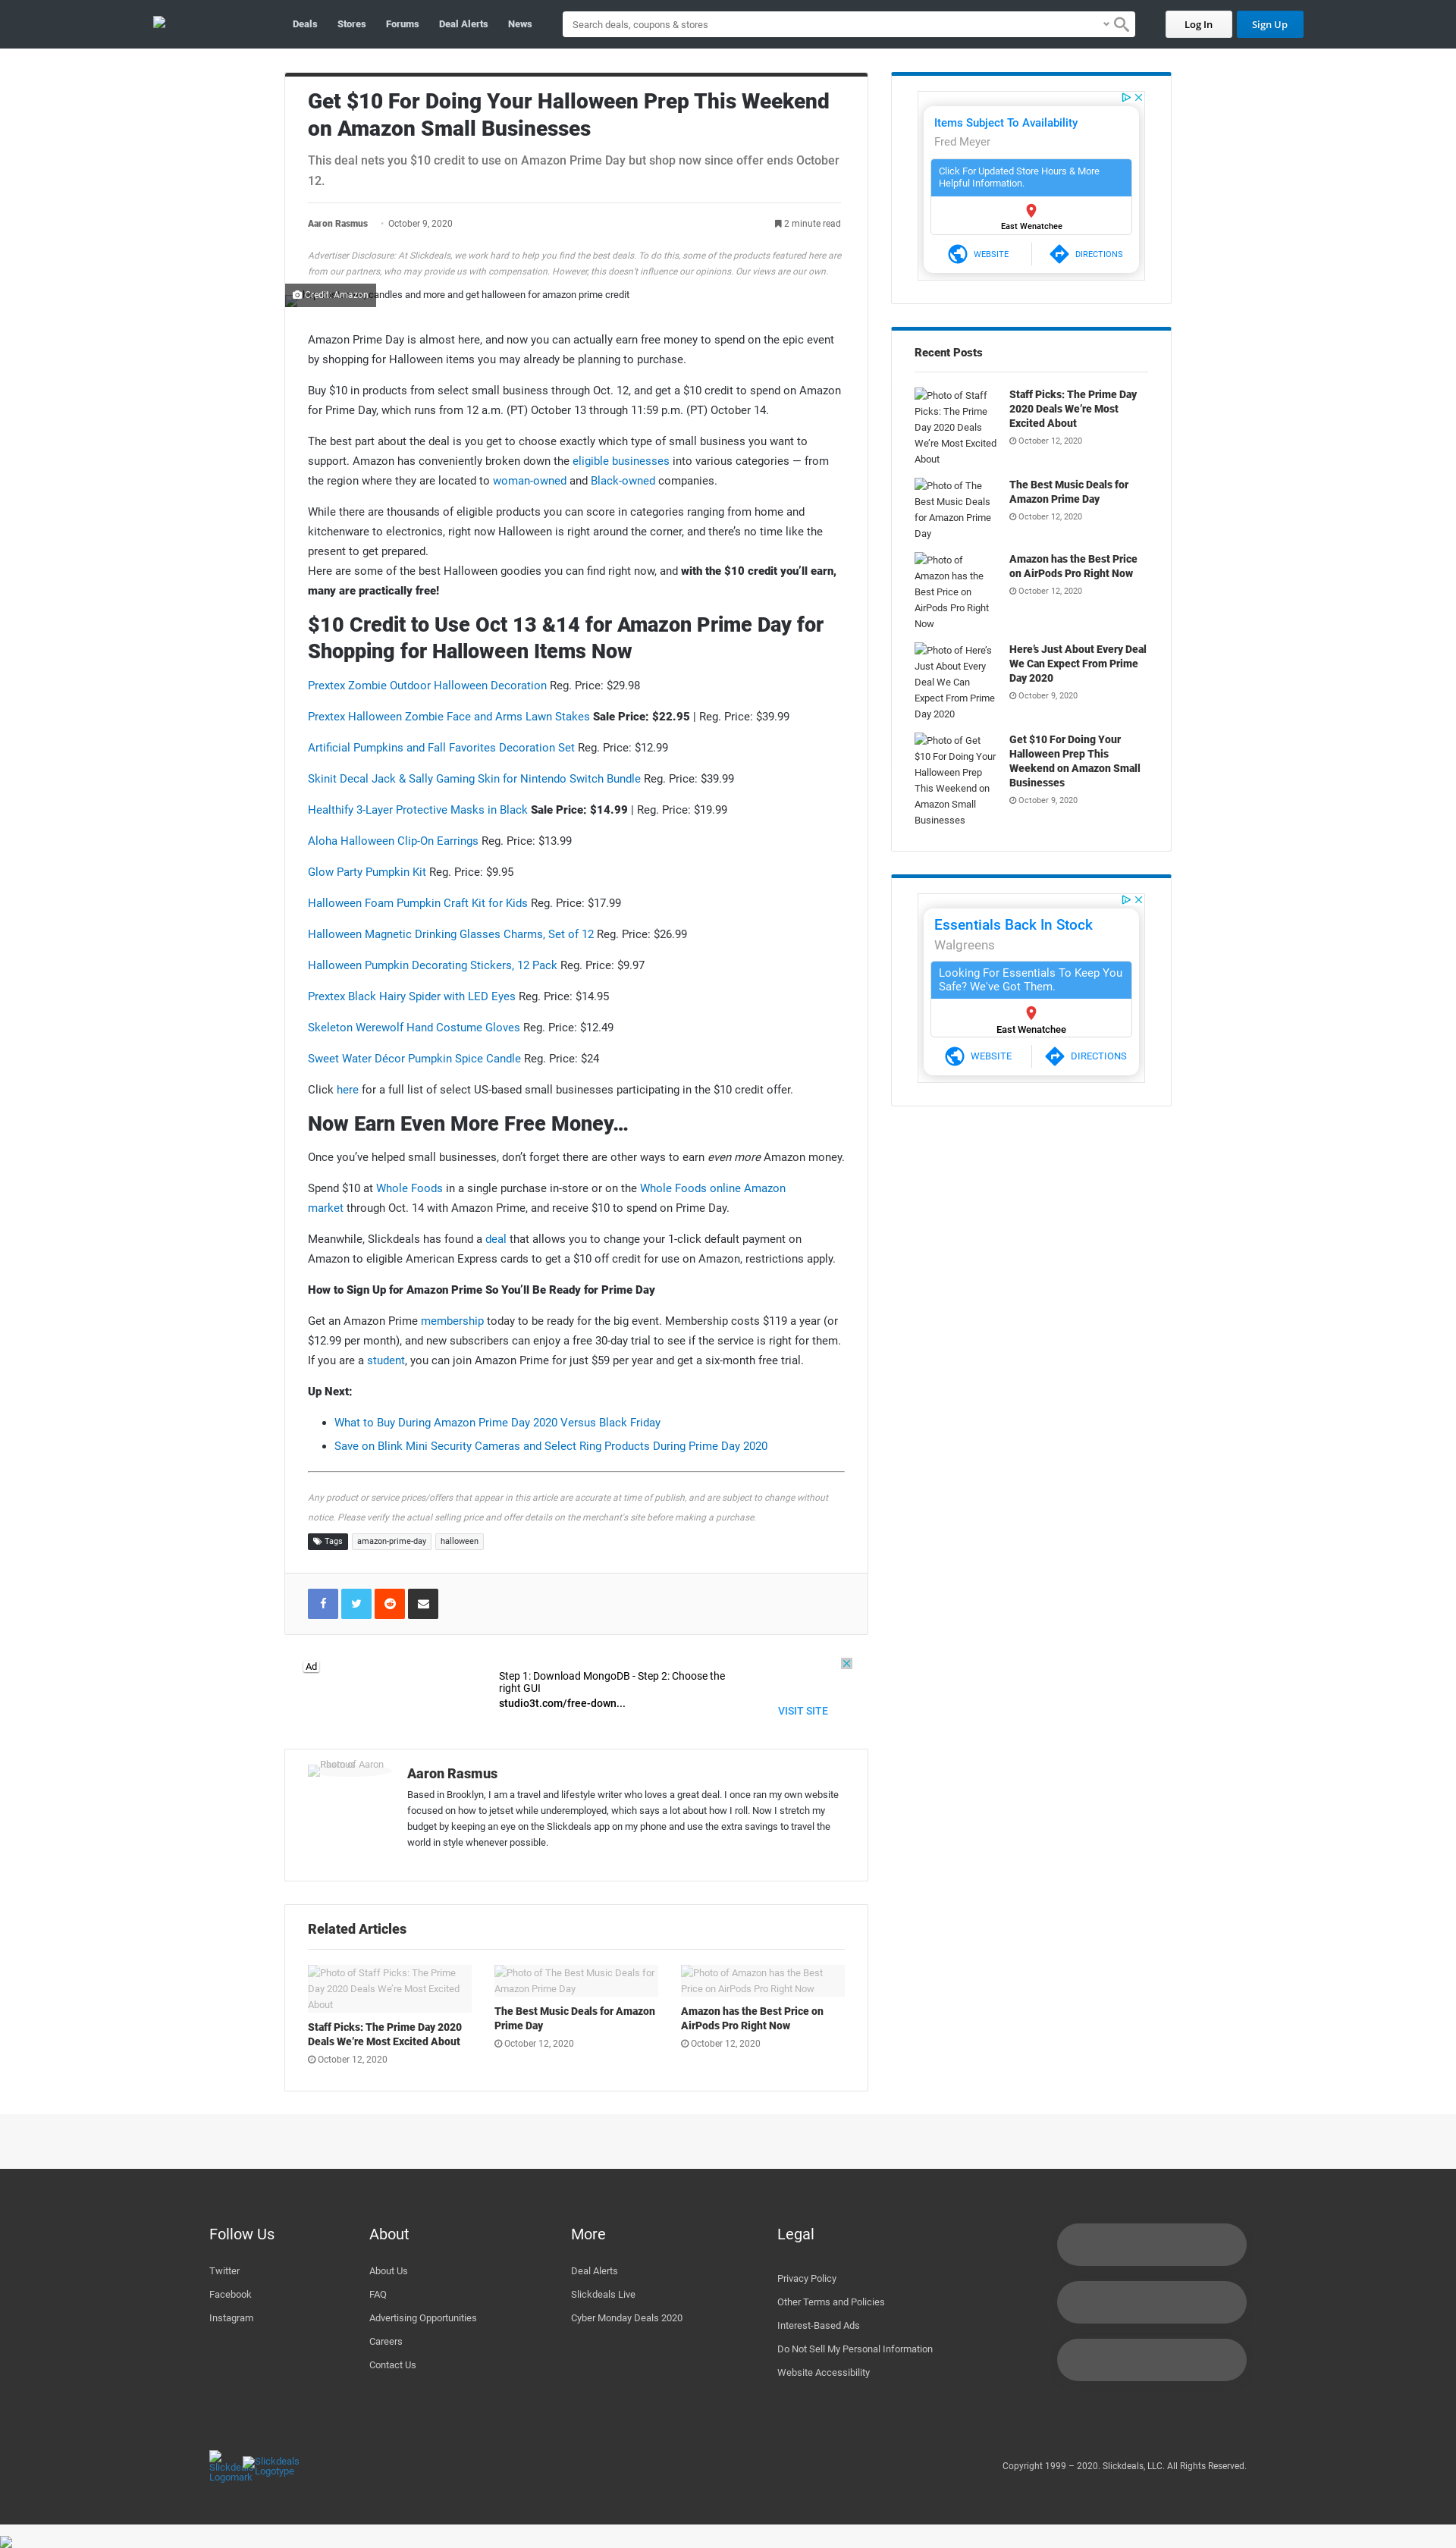 Deals Stores Forums Deal Alerts News
Search deals, coupons & stores
Log In
Sign Up
Get $10 For Doing Your Halloween Prep This Weekend
on Amazon Small Businesses
This deal nets you $10 credit to use on Amazon Prime Day but shop now since offer ends October
12.
Aaron Rasmus · October 9, 2020
2 minute read
Advertiser Disclosure: At Slickdeals, we work hard to help you find the best deals. To do this, some of the products featured here are
from our partners, who may provide us with compensation. However, this doesn't influence our opinions. Our views are our own.
Credit: Amazon
candles and more and get halloween for amazon prime credit
Amazon Prime Day is almost here, and now you can actually earn free money to spend on the epic event
by shopping for Halloween items you may already be planning to purchase.
Buy $10 in products from select small business through Oct. 12, and get a $10 credit to spend on Amazon
for Prime Day, which runs from 12 a.m. (PT) October 13 through 11:59 p.m. (PT) October 14.
The best part about the deal is you get to choose exactly which type of small business you want to
support. Amazon has conveniently broken down the eligible businesses into various categories — from
the region where they are located to woman-owned and Black-owned companies.
While there are thousands of eligible products you can score in categories ranging from home and
kitchenware to electronics, right now Halloween is right around the corner, and there's no time like the
present to get prepared.
Here are some of the best Halloween goodies you can find right now, and with the $10 credit you'll earn,
many are practically free!
$10 Credit to Use Oct 13 &14 for Amazon Prime Day for
Shopping for Halloween Items Now
Prextex Zombie Outdoor Halloween Decoration Reg. Price: $29.98
Prextex Halloween Zombie Face and Arms Lawn Stakes Sale Price: $22.95 | Reg. Price: $39.99
Artificial Pumpkins and Fall Favorites Decoration Set Reg. Price: $12.99
Skinit Decal Jack & Sally Gaming Skin for Nintendo Switch Bundle Reg. Price: $39.99
Healthify 3-Layer Protective Masks in Black Sale Price: $14.99 | Reg. Price: $19.99
Aloha Halloween Clip-On Earrings Reg. Price: $13.99
Glow Party Pumpkin Kit Reg. Price: $9.95
Halloween Foam Pumpkin Craft Kit for Kids Reg. Price: $17.99
Halloween Magnetic Drinking Glasses Charms, Set of 12 Reg. Price: $26.99
Halloween Pumpkin Decorating Stickers, 12 Pack Reg. Price: $9.97
Prextex Black Hairy Spider with LED Eyes Reg. Price: $14.95
Skeleton Werewolf Hand Costume Gloves Reg. Price: $12.49
Sweet Water Décor Pumpkin Spice Candle Reg. Price: $24
Click here for a full list of select US-based small businesses participating in the $10 credit offer.
Now Earn Even More Free Money…
Once you've helped small businesses, don't forget there are other ways to earn even more Amazon money.
Spend $10 at Whole Foods in a single purchase in-store or on the Whole Foods online Amazon
market through Oct. 14 with Amazon Prime, and receive $10 to spend on Prime Day.
Meanwhile, Slickdeals has found a deal that allows you to change your 1-click default payment on
Amazon to eligible American Express cards to get a $10 off credit for use on Amazon, restrictions apply.
How to Sign Up for Amazon Prime So You'll Be Ready for Prime Day
Get an Amazon Prime membership today to be ready for the big event. Membership costs $119 a year (or
$12.99 per month), and new subscribers can enjoy a free 30-day trial to see if the service is right for them.
If you are a student, you can join Amazon Prime for just $59 per year and get a six-month free trial.
Up Next:
What to Buy During Amazon Prime Day 2020 Versus Black Friday
Save on Blink Mini Security Cameras and Select Ring Products During Prime Day 2020
Any product or service prices/offers that appear in this article are accurate at time of publish, and are subject to change without
notice. Please verify the actual selling price and offer details on the merchant's site before making a purchase.
Tags amazon-prime-day halloween
Ad
Step 1: Download MongoDB - Step 2: Choose the
right GUI
studio3t.com/free-down...
VISIT SITE
Photo of Aaron
Rasmus
Aaron Rasmus
Based in Brooklyn, I am a travel and lifestyle writer who loves a great deal. I once ran my own website
focused on how to jetset while underemployed, which says a lot about how I roll. Now I stretch my
budget by keeping an eye on the Slickdeals app on my phone and use the extra savings to travel the
world in style whenever possible.
Related Articles
Photo of Staff Picks: The Prime
Day 2020 Deals We're Most Excited
About
Staff Picks: The Prime Day 2020
Deals We're Most Excited About
October 12, 2020
Photo of The Best Music Deals for
Amazon Prime Day
The Best Music Deals for Amazon
Prime Day
October 12, 2020
Photo of Amazon has the Best
Price on AirPods Pro Right Now
Amazon has the Best Price on
AirPods Pro Right Now
October 12, 2020
Items Subject To Availability
Fred Meyer
Click For Updated Store Hours & More
Helpful Information.
East Wenatchee
WEBSITE
DIRECTIONS
Recent Posts
Photo of Staff
Picks: The Prime
Day 2020 Deals
We're Most Excited
About
Staff Picks: The Prime Day
2020 Deals We're Most
Excited About
October 12, 2020
Photo of The
Best Music Deals
for Amazon Prime
Day
The Best Music Deals for
Amazon Prime Day
October 12, 2020
Photo of
Amazon has the
Best Price on
AirPods Pro Right
Now
Amazon has the Best Price
on AirPods Pro Right Now
October 12, 2020
Photo of Here's
Just About Every
Deal We Can
Expect From Prime
Day 2020
Here's Just About Every Deal
We Can Expect From Prime
Day 2020
October 9, 2020
Photo of Get
$10 For Doing Your
Halloween Prep
This Weekend on
Amazon Small
Businesses
Get $10 For Doing Your
Halloween Prep This
Weekend on Amazon Small
Businesses
October 9, 2020
Essentials Back In Stock
Walgreens
Looking For Essentials To Keep You
Safe? We've Got Them.
East Wenatchee
WEBSITE
DIRECTIONS
Follow Us
Twitter
Facebook
Instagram
About
About Us
FAQ
Advertising Opportunities
Careers
Contact Us
More
Deal Alerts
Slickdeals Live
Cyber Monday Deals 2020
Legal
Privacy Policy
Other Terms and Policies
Interest-Based Ads
Do Not Sell My Personal Information
Website Accessibility
Slickdeals
Logomark
Slickdeals
Logotype
Copyright 1999 – 2020. Slickdeals, LLC. All Rights Reserved.